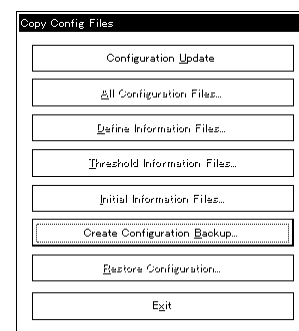 Copy Config Files
Configuration Update
All Configuration Files...
Define Information Files...
Threshold Information Files...
Initial Information Files...
Create Configuration Backup...
Restore Configuration...
Exit